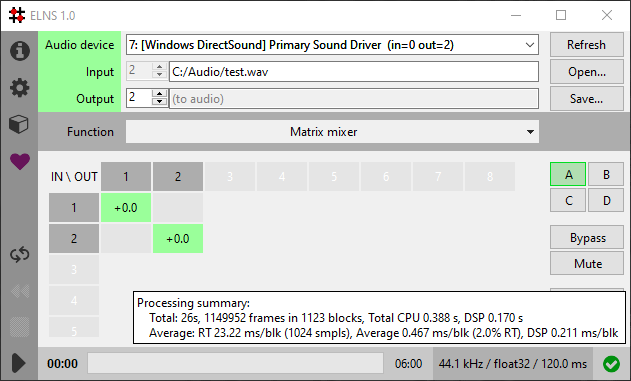 ELNS 1.0
Audio device 7: [Windows DirectSound] Primary Sound Driver (in=0 out=2) Refresh
Input 2 C:/Audio/test.wav Open...
Output 2 (to audio) Save...
Function Matrix mixer
IN \ OUT 1 2 3 4 5 6 7 8 A B
1 +0.0 C D
2 +0.0 Bypass
3 Mute
4
5
Processing summary:
Total: 26s, 1149952 frames in 1123 blocks, Total CPU 0.388 s, DSP 0.170 s
Average: RT 23.22 ms/blk (1024 smpls), Average 0.467 ms/blk (2.0% RT), DSP 0.211 ms/blk
00:00 06:00 44.1 kHz / float32 / 120.0 ms